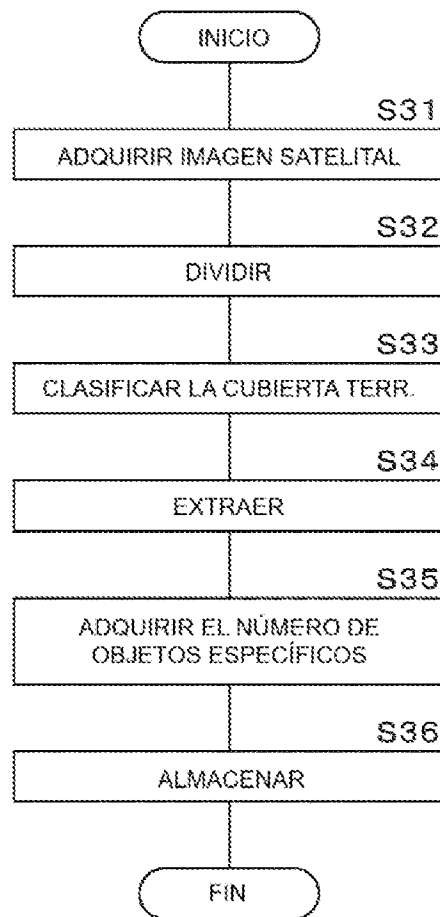 INICIO
S31
ADQUIRIR IMAGEN SATELITAL
S32
DIVIDIR
S33
CLASIFICAR LA CUBIERTA TERR.
S34
EXTRAER
S35
ADQUIRIR EL NÚMERO DE
OBJETOS ESPECÍFICOS
S36
ALMACENAR
FIN